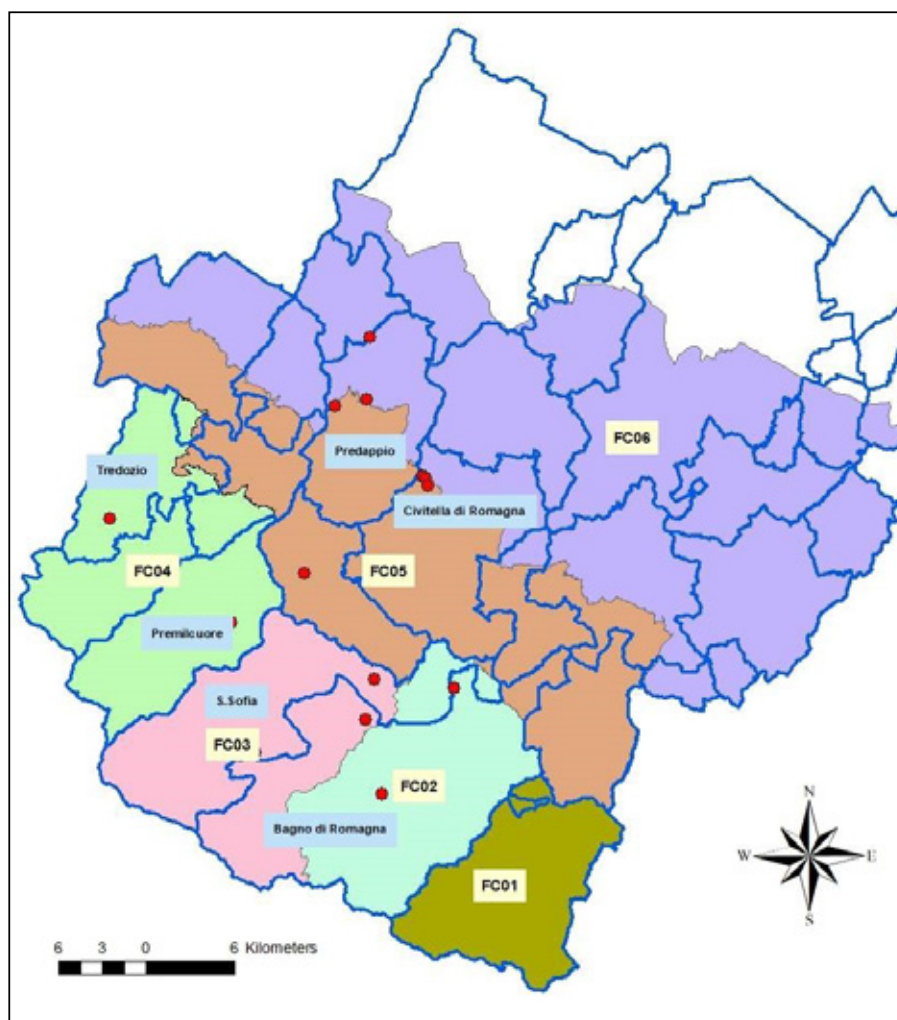 FC06
Predappio
Tredozio
Civitella di Romagna
FC04
FC05
Premilcuore
S.Sofia
FC03
FC02
Bagno di Romagna
FC01
N
W
E
S
6 3 0 6 Kilometers